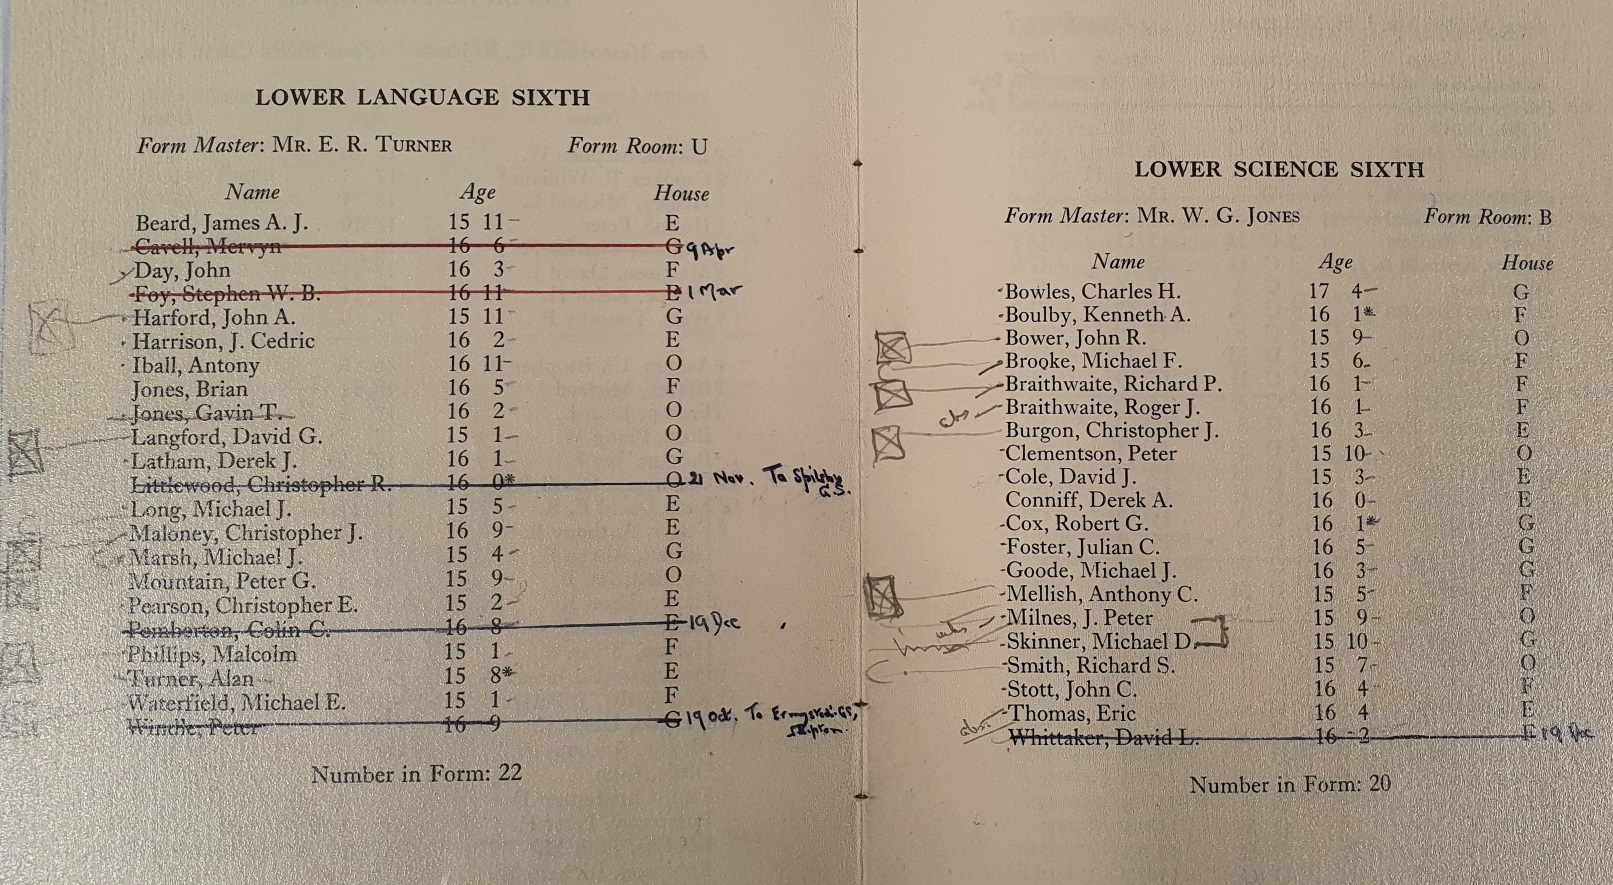 LOWER LANGUAGE SIXTH
Form Master: MR. E. R. TURNER Form Room: U
Name Age House
Beard, James A. J. 15 11 E
Cavell, Mervyn 16 6 G 9 Apr
Day, John 16 3 F
Foy, Stephen W. B. 16 11 E 1 Mar
Harford, John A. 15 11 G
Harrison, J. Cedric 16 2 E
Iball, Antony 16 11 O
Jones, Brian 16 5 F
Jones, Gavin T. 16 2 O
Langford, David G. 15 1 O
Latham, Derek J. 16 1 G
Littlewood, Christopher R. 16 0* O 21 Nov. To Spilsby G.S.
Long, Michael J. 15 5 E
Maloney, Christopher J. 16 9 E
Marsh, Michael J. 15 4 G
Mountain, Peter G. 15 9 O
Pearson, Christopher E. 15 2 E
Pemberton, Colin C. 16 8 E 19 Dec
Phillips, Malcolm 15 1 F
Turner, Alan 15 8* E
Waterfield, Michael E. 15 1 F
Peter 16 9 G 19 Oct. To GS,
Number in Form: 22
LOWER SCIENCE SIXTH
Form Master: MR. W. G. JONES Form Room: B
Name Age House
Bowles, Charles H. 17 4 G
Boulby, Kenneth A. 16 1* F
Bower, John R. 15 9 O
Brooke, Michael F. 15 6 F
Braithwaite, Richard P. 16 1 F
abs Braithwaite, Roger J. 16 1 F
Burgon, Christopher J. 16 3 E
Clementson, Peter 15 10 O
Cole, David J. 15 3 E
Conniff, Derek A. 16 0 E
Cox, Robert G. 16 1* G
Foster, Julian C. 16 5 G
Goode, Michael J. 16 3 G
Mellish, Anthony C. 15 5 F
Milnes, J. Peter 15 9 O
Skinner, Michael D. 15 10 G
Smith, Richard S. 15 7 O
Stott, John C. 16 4 F
abs. Thomas, Eric 16 4 E
Whittaker, David L. 16 2 E 19 Dec
Number in Form: 20